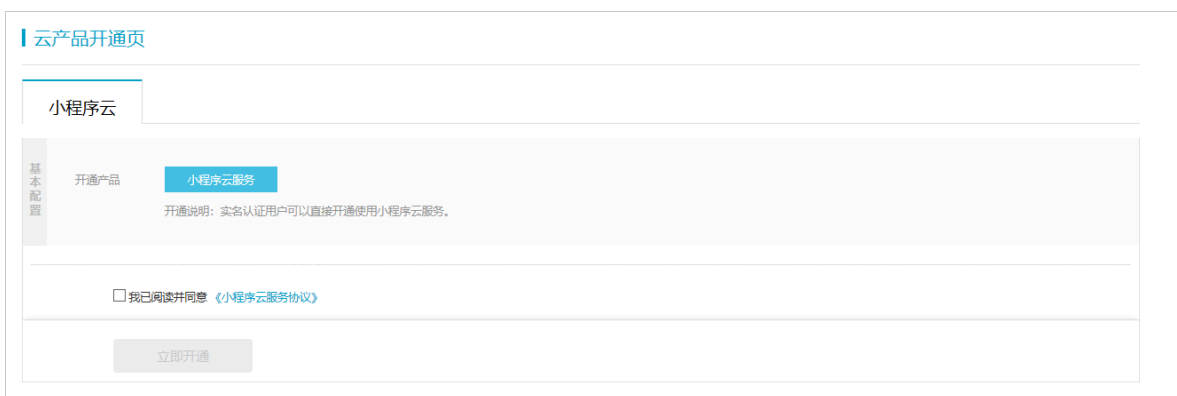 云产品开通页
小程序云
基本配置
开通产品
小程序云服务
开通说明：实名认证用户可以直接开通使用小程序云服务。
我已阅读并同意 《小程序云服务协议》
立即开通